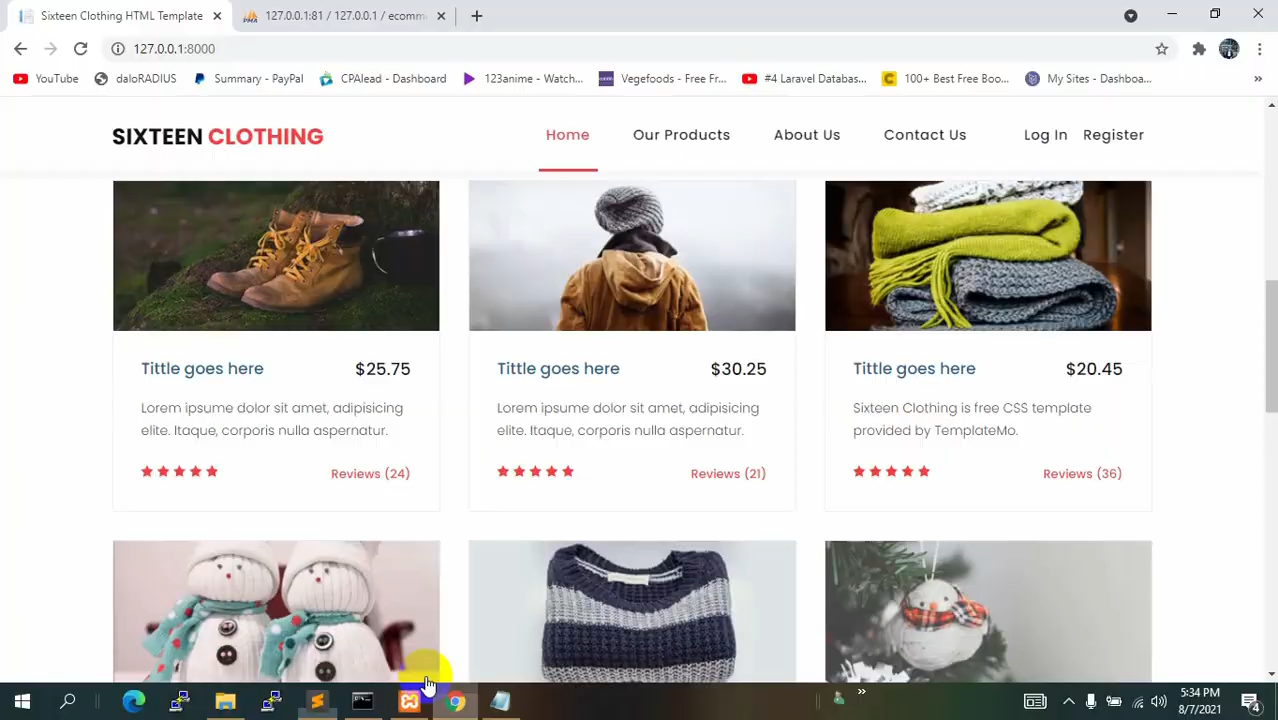 Sixteen Clothing HTML Template
127.0.0.1:81 / 127.0.0.1 / ecomm
127.0.0.1:8000
YouTube
daloRADIUS
Summary - PayPal
CPAlead - Dashboard
123anime - Watch...
Vegefoods - Free Fr...
#4 Laravel Databas...
100+ Best Free Boo...
My Sites - Dashboa...
»
SIXTEEN CLOTHING
Home
Our Products
About Us
Contact Us
Log In
Register
Tittle goes here
$25.75
Lorem ipsume dolor sit amet, adipisicing
elite. Itaque, corporis nulla aspernatur.
Reviews (24)
Tittle goes here
$30.25
Lorem ipsume dolor sit amet, adipisicing
elite. Itaque, corporis nulla aspernatur.
Reviews (21)
Tittle goes here
$20.45
Sixteen Clothing is free CSS template
provided by TemplateMo.
Reviews (36)
5:34 PM
8/7/2021